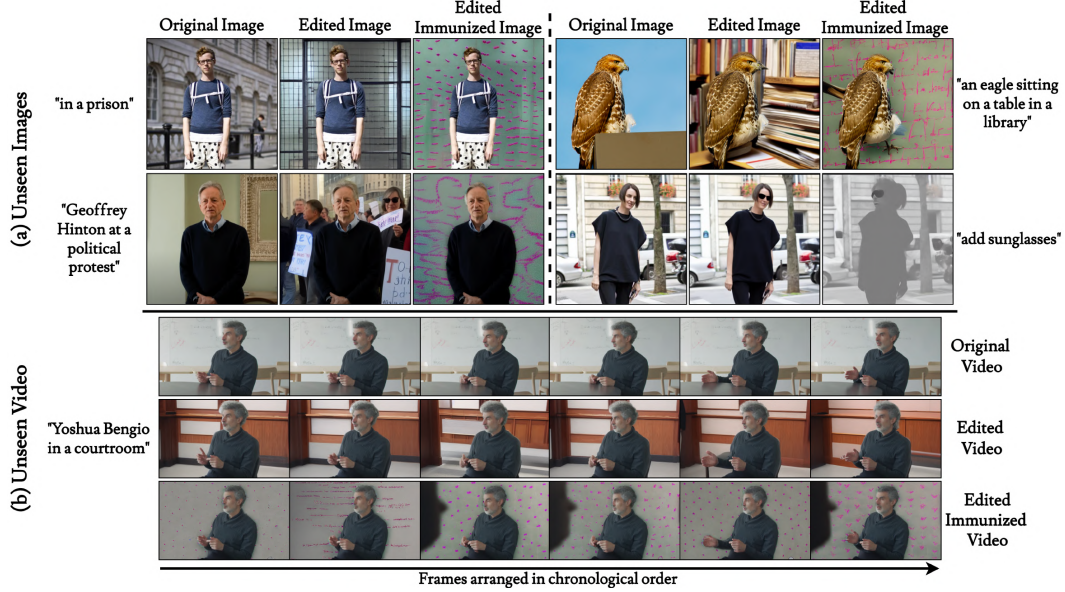 Original Image
Edited Image
Edited
Immunized Image
Original Image
Edited Image
Edited
Immunized Image
(a) Unseen Images
"in a prison"
"an eagle sitting
on a table in a
library"
"Geoffrey
Hinton at a
political
protest"
"add sunglasses"
(b) Unseen Video
Original
Video
"Yoshua Bengio
in a courtroom"
Edited
Video
Edited
Immunized
Video
Frames arranged in chronological order